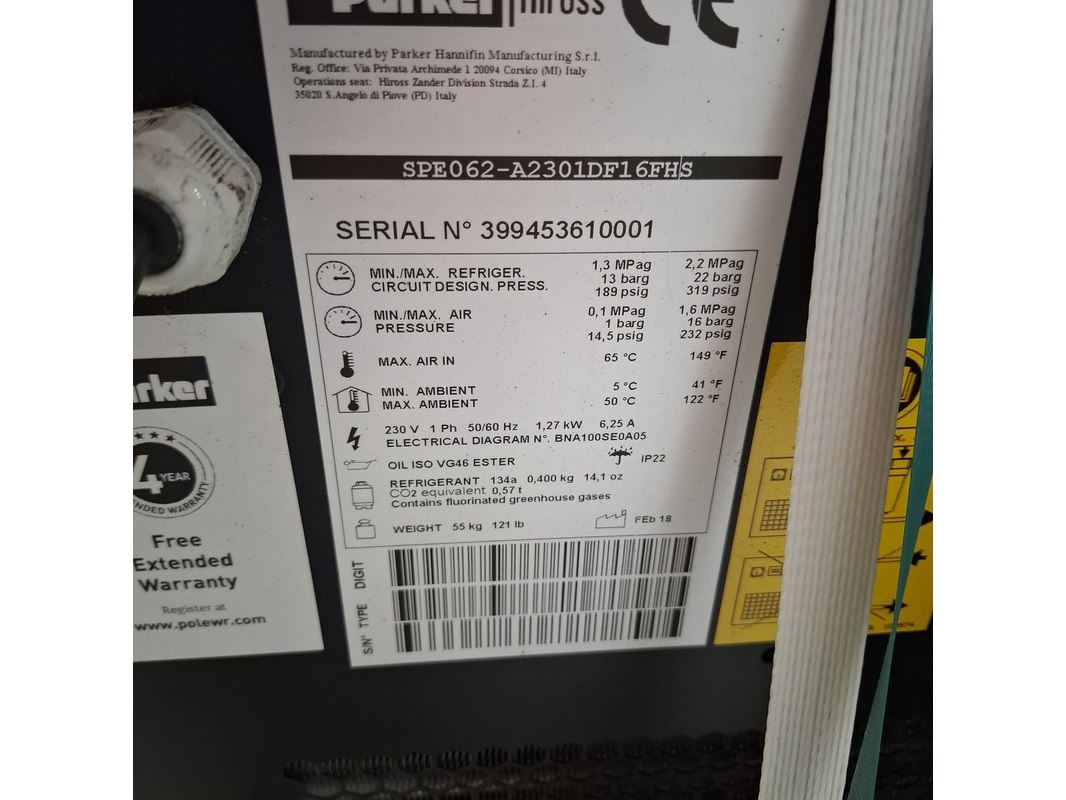 Parker hiross CE
Manufactured by Parker Hannifin Manufacturing S.r.l.
Reg. Office: Via Privata Archimede 1 20094 Corsico (MI) Italy
Operations seat: Hiross Zander Division Strada Z.I. 4
35020 S.Angelo di Piove (PD) Italy
SPE062-A2301DF16FHS
SERIAL N° 399453610001
MIN./MAX. REFRIGER. 1,3 MPag 2,2 MPag
CIRCUIT DESIGN. PRESS. 13 barg 22 barg
189 psig 319 psig
MIN./MAX. AIR 0,1 MPag 1,6 MPag
PRESSURE 1 barg 16 barg
14,5 psig 232 psig
MAX. AIR IN 65 °C 149 °F
MIN. AMBIENT 5 °C 41 °F
MAX. AMBIENT 50 °C 122 °F
230 V 1 Ph 50/60 Hz 1,27 kW 6,25 A
ELECTRICAL DIAGRAM N°. BNA100SE0A05
OIL ISO VG46 ESTER IP22
REFRIGERANT 134a 0,400 kg 14,1 oz
CO2 equivalent 0,57 t
Contains fluorinated greenhouse gases
WEIGHT 55 kg 121 lb FEb 18
DIGIT
TYPE
S/N°
arker
4 YEAR
NDED WARRANTY
Free
Extended
Warranty
Register at
www.polewr.com